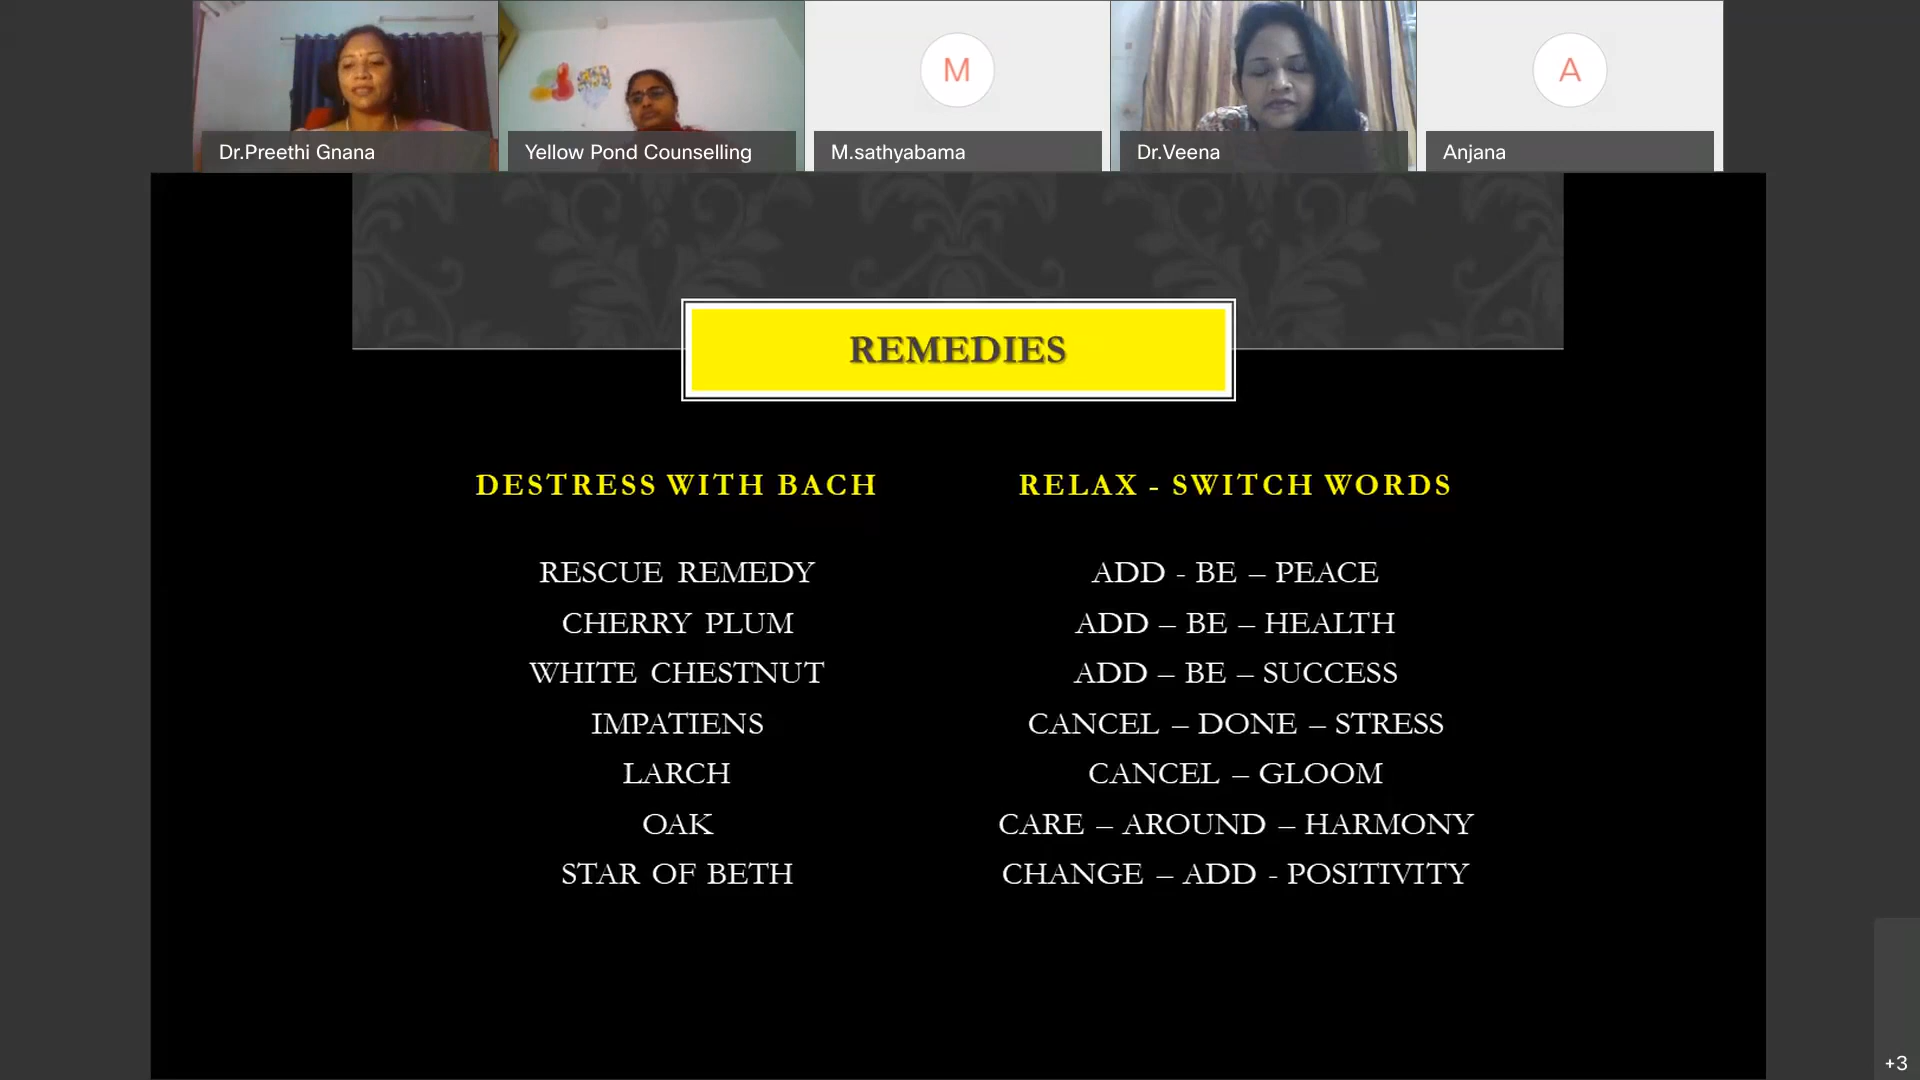 Dr.Preethi Gnana
Yellow Pond Counselling
M
M.sathyabama
Dr.Veena
A
Anjana
REMEDIES
DESTRESS WITH BACH
RESCUE REMEDY
CHERRY PLUM
WHITE CHESTNUT
IMPATIENS
LARCH
OAK
STAR OF BETH
RELAX - SWITCH WORDS
ADD - BE – PEACE
ADD – BE – HEALTH
ADD – BE – SUCCESS
CANCEL – DONE – STRESS
CANCEL – GLOOM
CARE – AROUND – HARMONY
CHANGE – ADD - POSITIVITY
+3